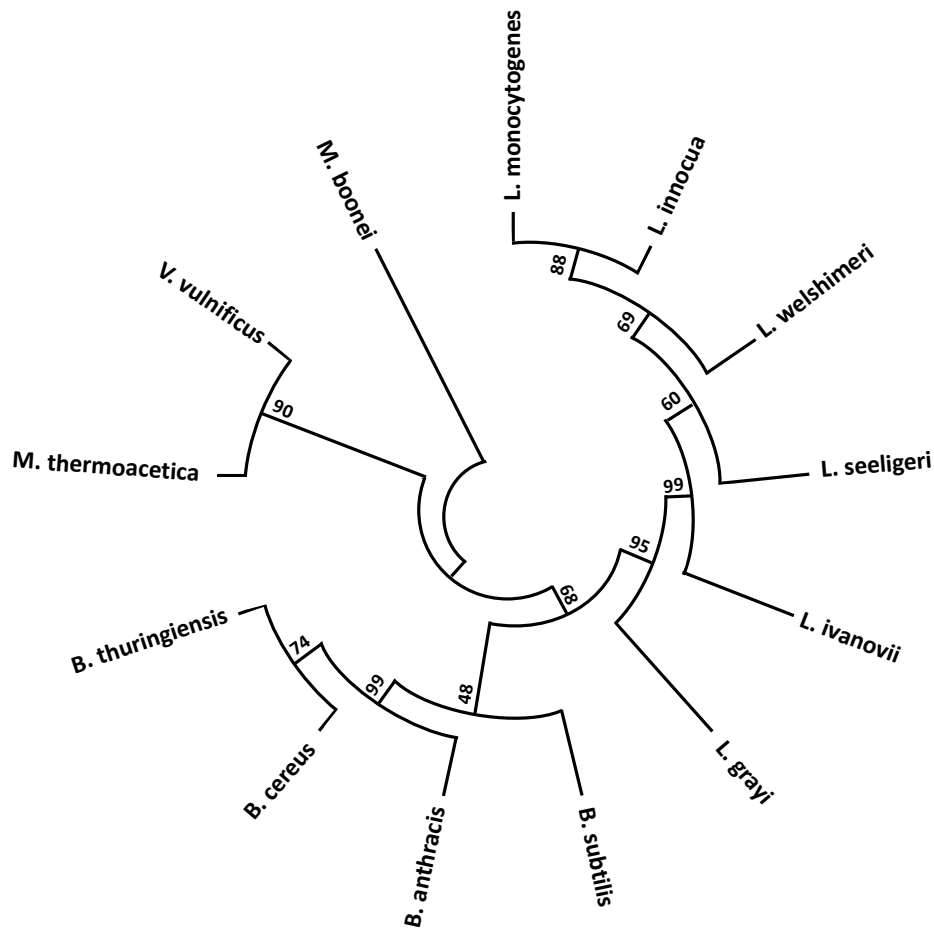 L. monocytogenes
L. innocua
M. boonei
88
L. welshimeri
V. vulnificus
69
60
90
L. seeligeri
M. thermoacetica
99
95
68
L. ivanovii
B. thuringiensis
74
99
48
L. grayi
B. cereus
B. anthracis
B. subtilis